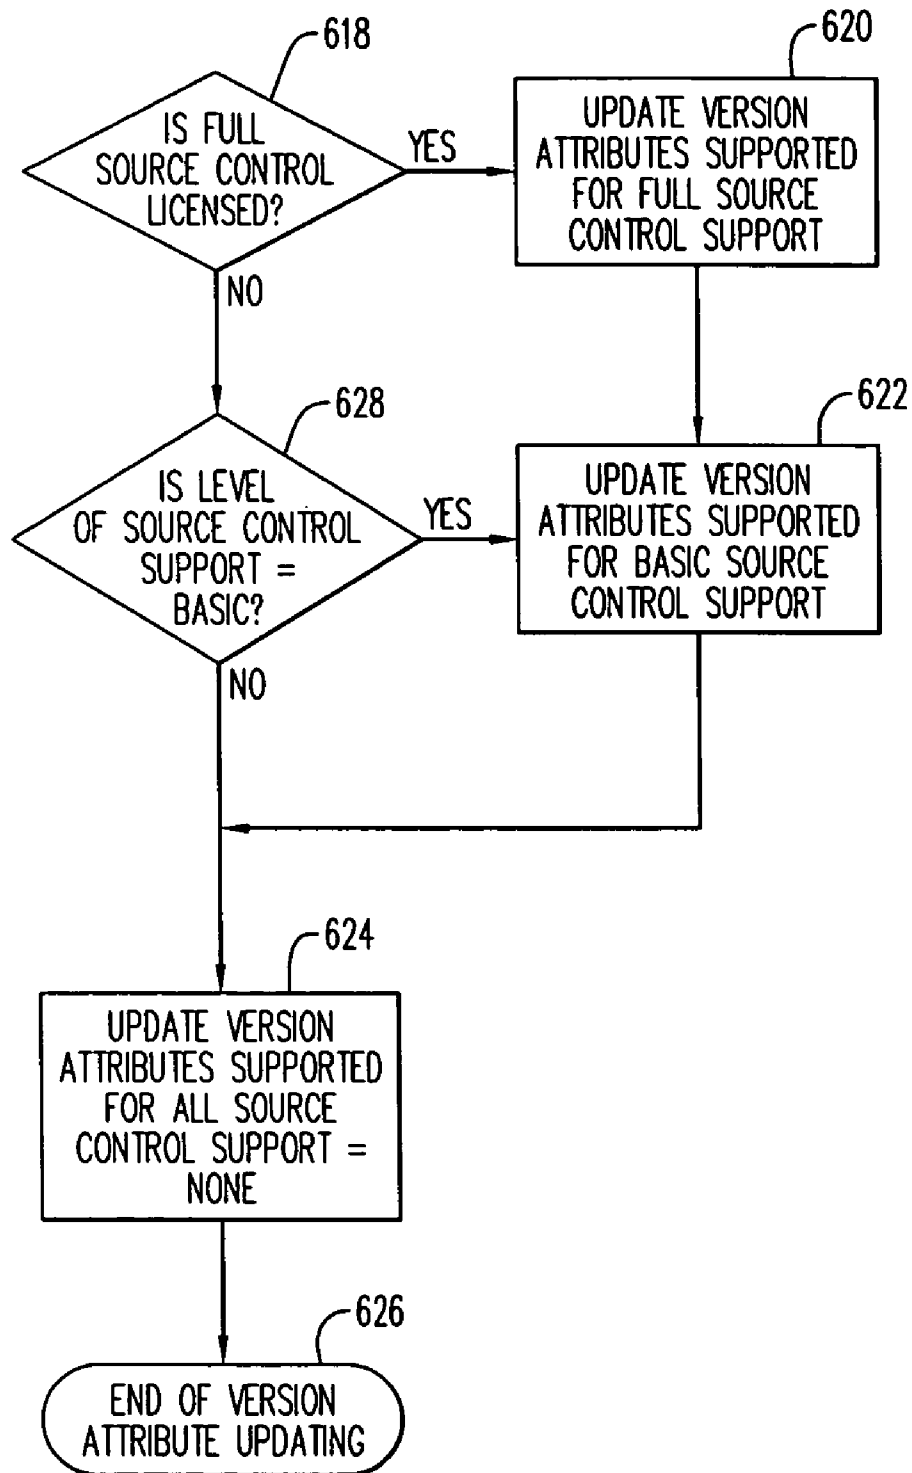 618
IS FULL
SOURCE CONTROL
LICENSED?
YES
NO
620
UPDATE VERSION
ATTRIBUTES SUPPORTED
FOR FULL SOURCE
CONTROL SUPPORT
628
IS LEVEL
OF SOURCE CONTROL
SUPPORT =
BASIC?
YES
NO
622
UPDATE VERSION
ATTRIBUTES SUPPORTED
FOR BASIC SOURCE
CONTROL SUPPORT
624
UPDATE VERSION
ATTRIBUTES SUPPORTED
FOR ALL SOURCE
CONTROL SUPPORT =
NONE
626
END OF VERSION
ATTRIBUTE UPDATING